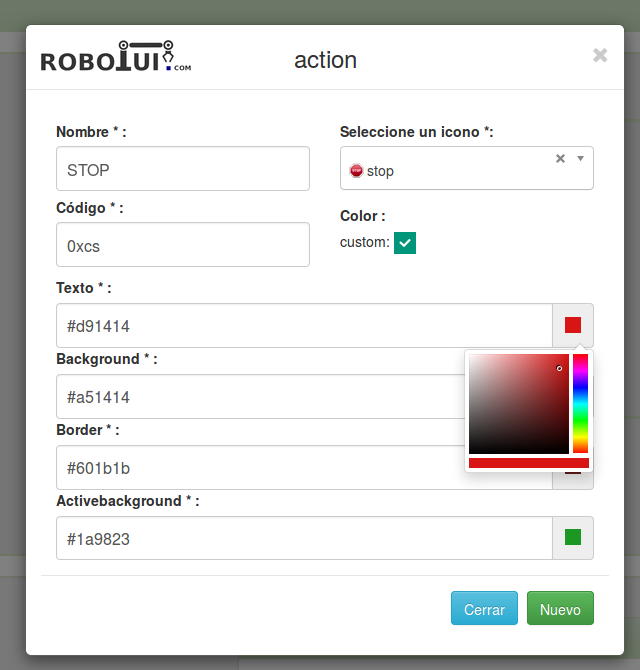 ROBOTUI.COM
action
Nombre * :
Seleccione un icono *:
STOP
stop
Código * :
Color :
0xcs
custom:
Texto * :
#d91414
Background * :
#a51414
Border * :
#601b1b
Activebackground * :
#1a9823
Cerrar
Nuevo